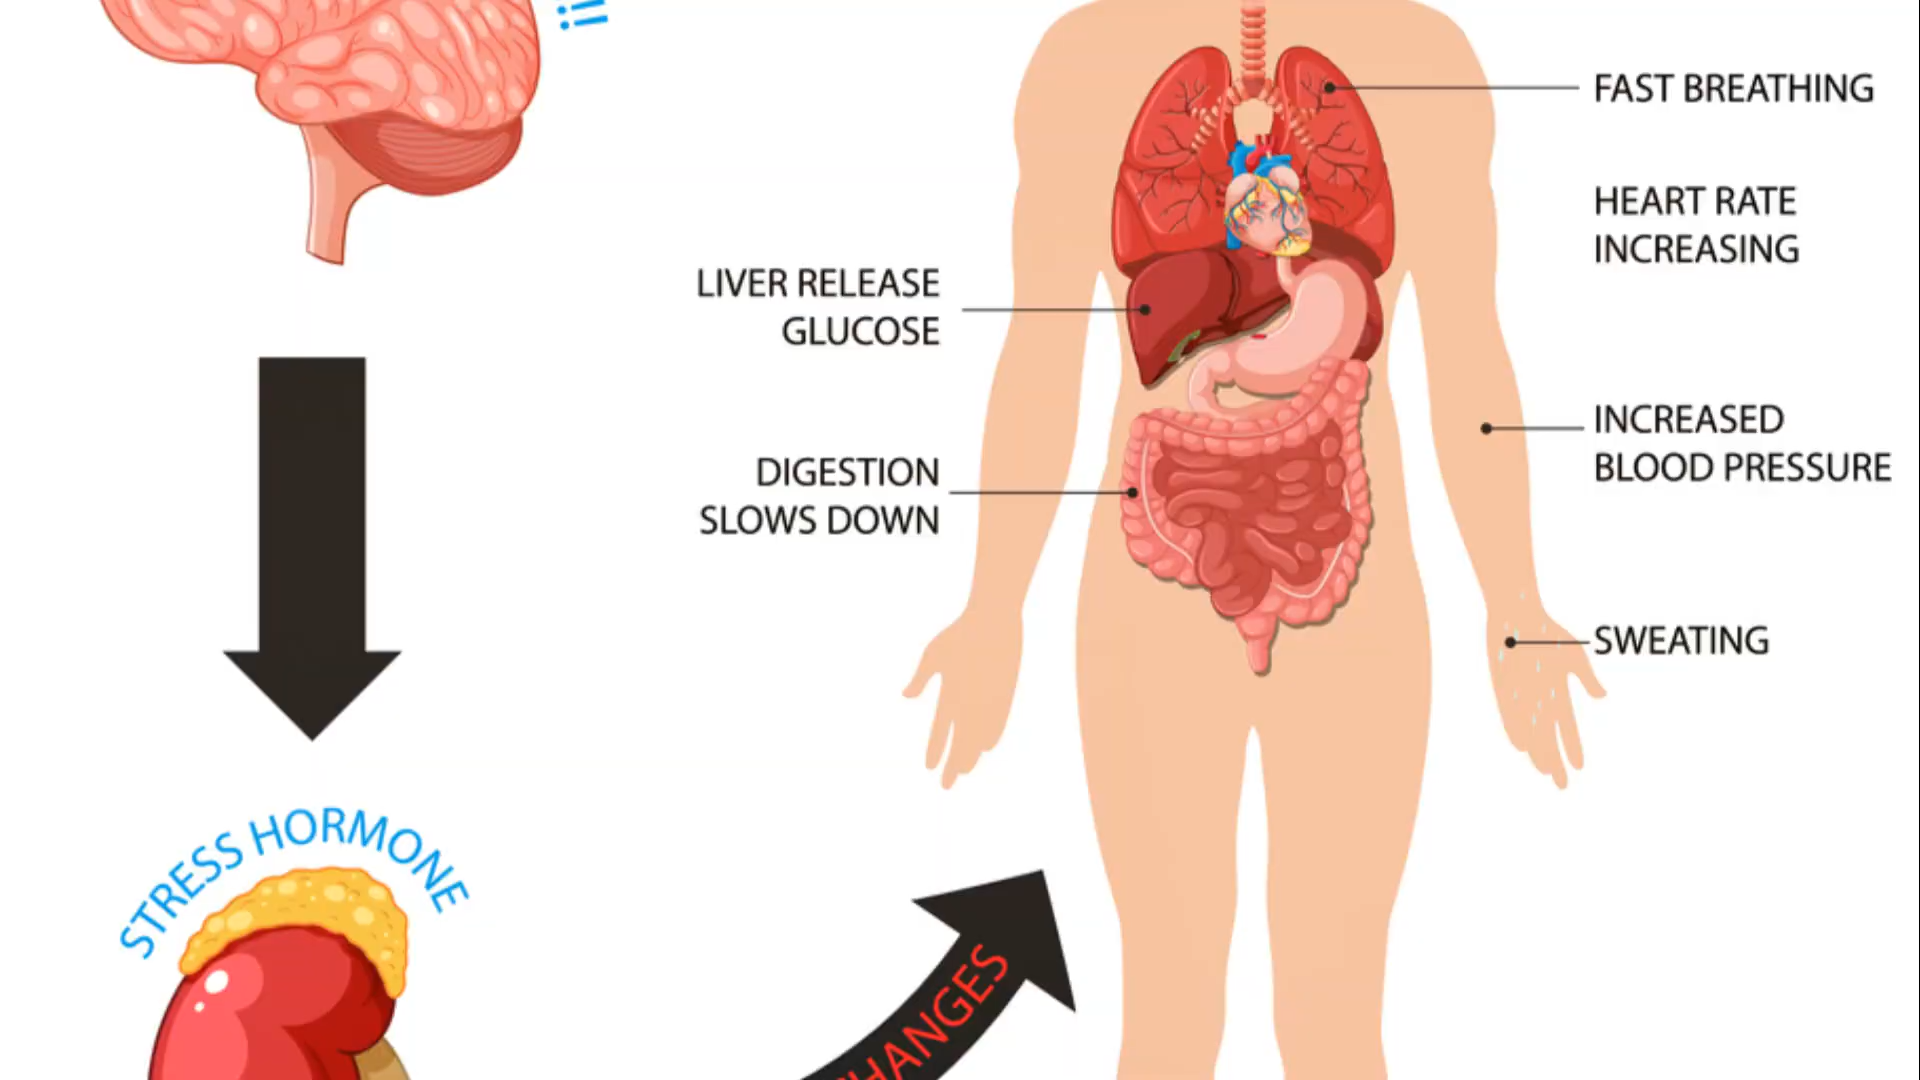 FAST BREATHING
HEART RATE
INCREASING
LIVER RELEASE
GLUCOSE
INCREASED
BLOOD PRESSURE
DIGESTION
SLOWS DOWN
SWEATING
STRESS HORMONE